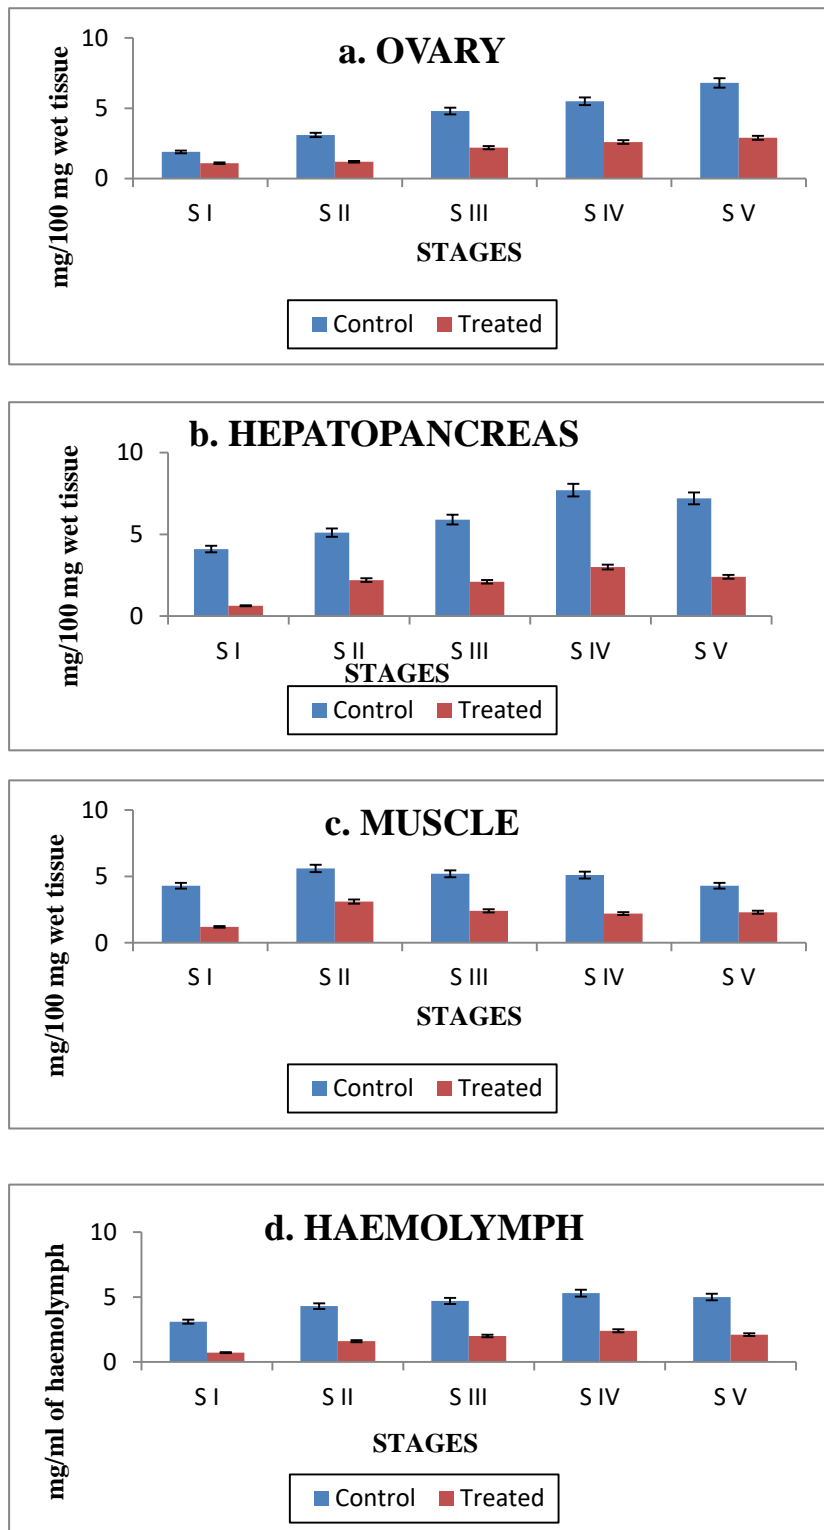 a. OVARY
mg/100 mg wet tissue
10
5
0
S I S II S III S IV S V
STAGES
Control Treated
b. HEPATOPANCREAS
mg/100 mg wet tissue
10
5
0
S I S II S III S IV S V
STAGES
Control Treated
c. MUSCLE
mg/100 mg wet tissue
10
5
0
S I S II S III S IV S V
STAGES
Control Treated
d. HAEMOLYMPH
mg/ml of haemolymph
10
5
0
S I S II S III S IV S V
STAGES
Control Treated